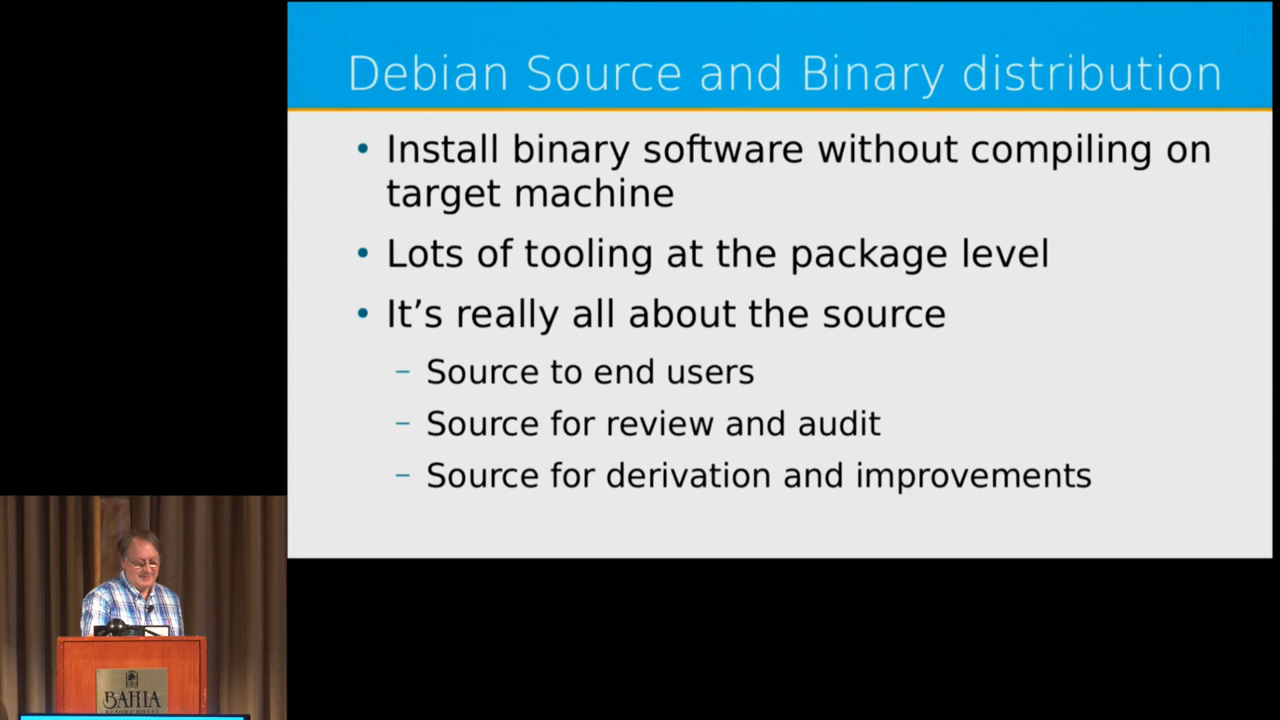 Debian Source and Binary distribution
• Install binary software without compiling on
target machine
• Lots of tooling at the package level
• It’s really all about the source
– Source to end users
– Source for review and audit
– Source for derivation and improvements
BAHIA
RESORT HOTEL